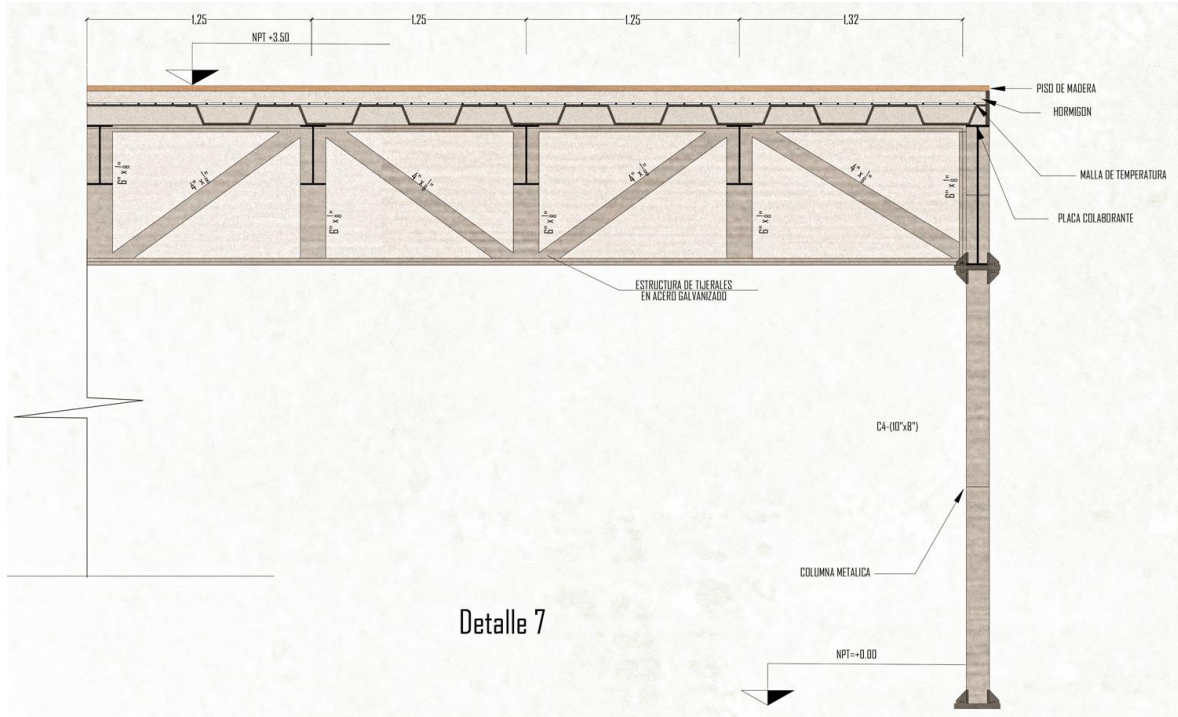 1.25
1.25
1.25
1.32
NPT +3.50
PISO DE MADERA
HORMIGON
MALLA DE TEMPERATURA
PLACA COLABORANTE
6" x 1/8"
4" x 1/8"
6" x 1/8"
4" x 1/8"
4" x 1/8"
6" x 1/8"
4" x 1/8"
6" x 1/8"
ESTRUCTURA DE TIJERALES
EN ACERO GALVANIZADO
C4-(10"x8")
COLUMNA METALICA
Detalle 7
NPT=+0.00